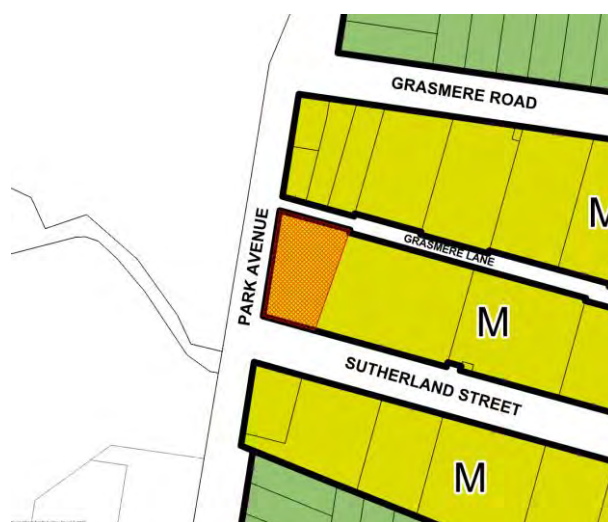 GRASMERE ROAD
M
GRASMERE LANE
PARK AVENUE
M
SUTHERLAND STREET
M